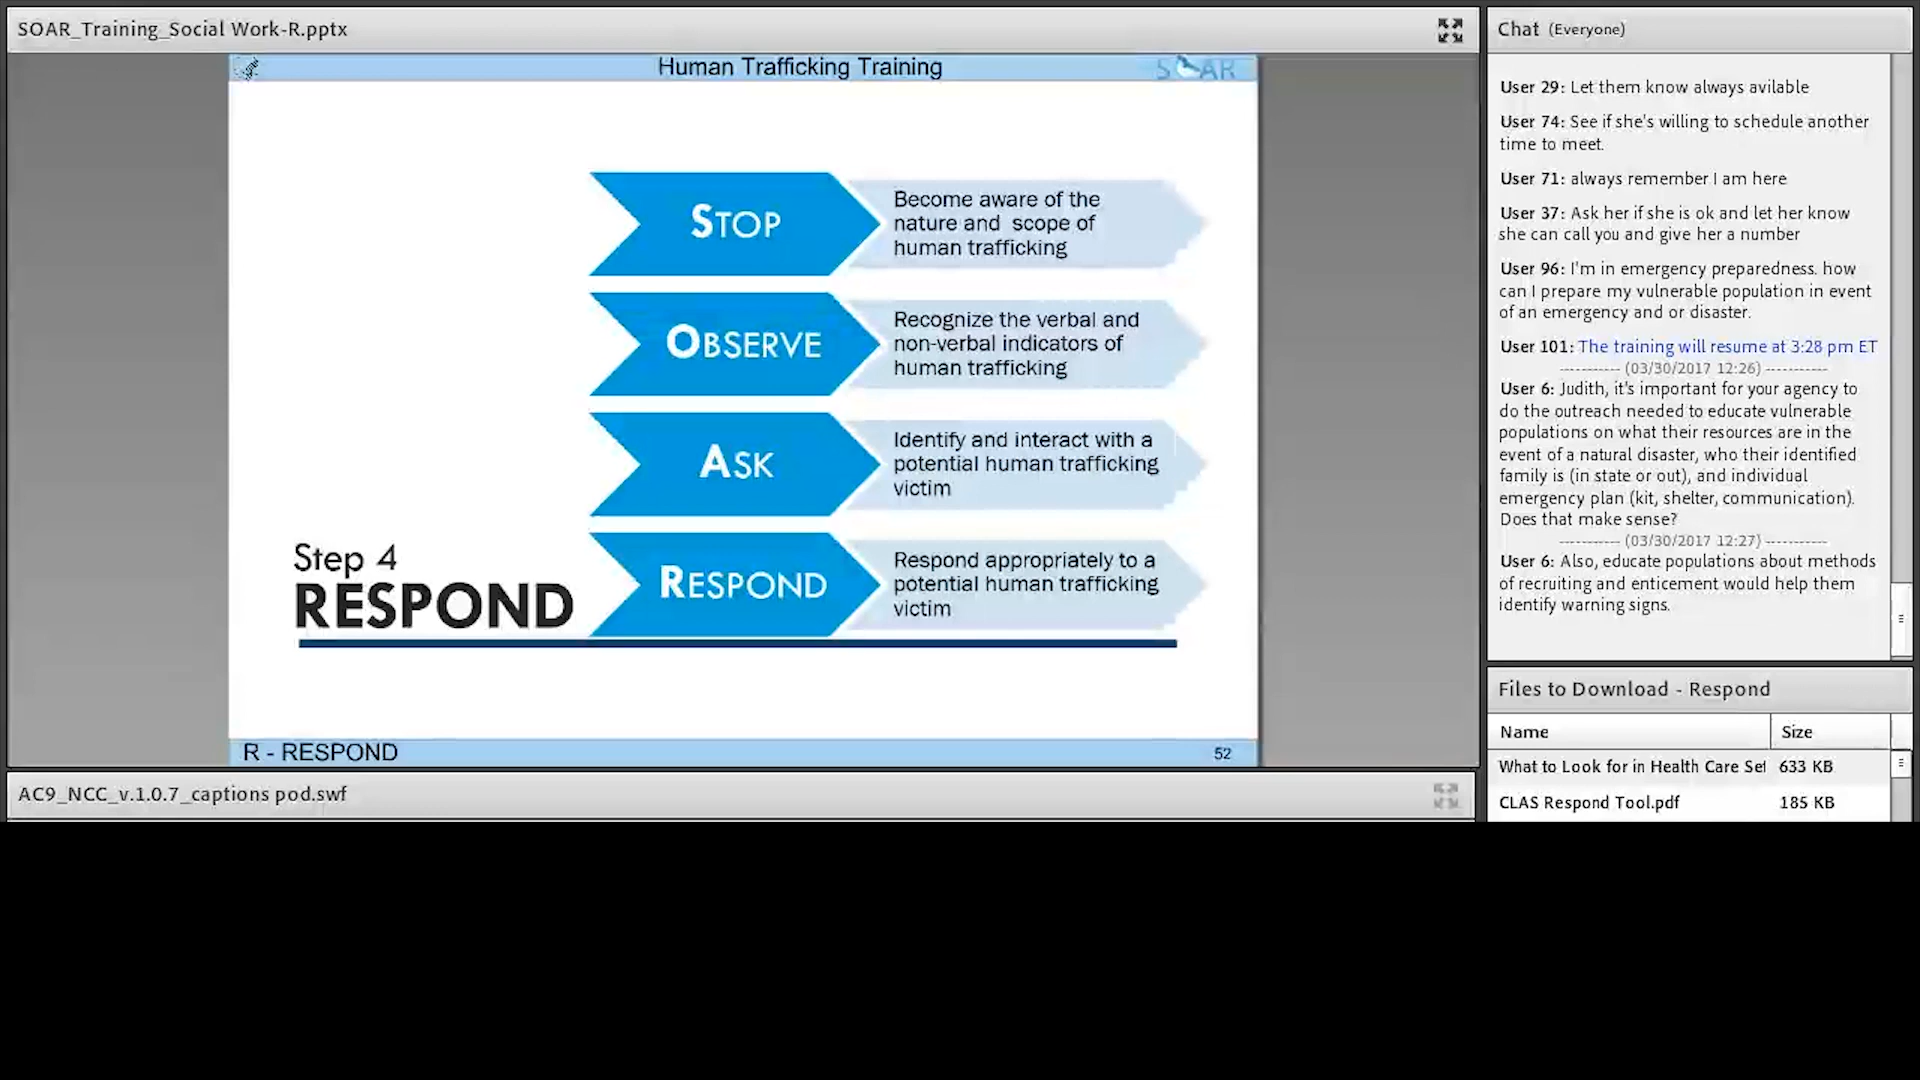 SOAR_Training_Social Work-R.pptx
Human Trafficking Training
SOAR
STOP
Become aware of the
nature and scope of
human trafficking
OBSERVE
Recognize the verbal and
non-verbal indicators of
human trafficking
ASK
Identify and interact with a
potential human trafficking
victim
Step 4
RESPOND
RESPOND
Respond appropriately to a
potential human trafficking
victim
R - RESPOND
52
AC9_NCC_v.1.0.7_captions pod.swf
Chat (Everyone)
User 29: Let them know always avilable
User 74: See if she's willing to schedule another
time to meet.
User 71: always remember I am here
User 37: Ask her if she is ok and let her know
she can call you and give her a number
User 96: I'm in emergency preparedness. how
can I prepare my vulnerable population in event
of an emergency and or disaster.
User 101: The training will resume at 3:28 pm ET
----------- (03/30/2017 12:26) -----------
User 6: Judith, it's important for your agency to
do the outreach needed to educate vulnerable
populations on what their resources are in the
event of a natural disaster, who their identified
family is (in state or out), and individual
emergency plan (kit, shelter, communication).
Does that make sense?
----------- (03/30/2017 12:27) -----------
User 6: Also, educate populations about methods
of recruiting and enticement would help them
identify warning signs.
Files to Download - Respond
Name Size
What to Look for in Health Care Set 633 KB
CLAS Respond Tool.pdf 185 KB